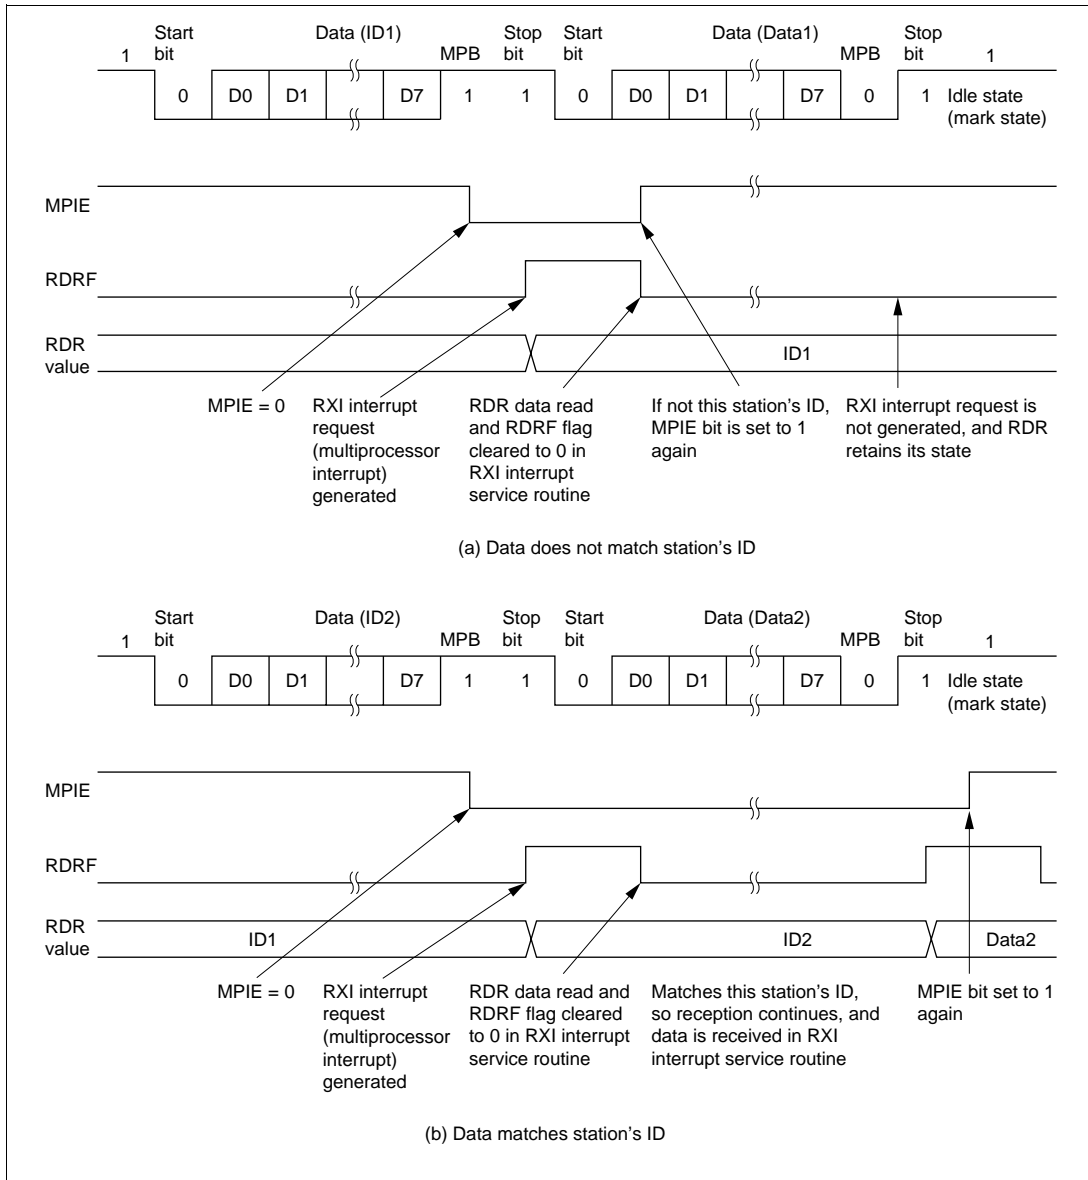 Start bit Data (ID1) MPB Stop bit Start bit Data (Data1) MPB Stop bit
1 1
0 D0 D1 D7 1 1 0 D0 D1 D7 0 1 Idle state (mark state)
MPIE
RDRF
RDR value
ID1
MPIE = 0
RXI interrupt
request
(multiprocessor
interrupt)
generated
RDR data read
and RDRF flag
cleared to 0 in
RXI interrupt
service routine
If not this station's ID,
MPIE bit is set to 1
again
RXI interrupt request is
not generated, and RDR
retains its state
(a) Data does not match station's ID
Start bit Data (ID2) MPB Stop bit Start bit Data (Data2) MPB Stop bit
1 1
0 D0 D1 D7 1 1 0 D0 D1 D7 0 1 Idle state (mark state)
MPIE
RDRF
RDR value
ID1 ID2 Data2
MPIE = 0
RXI interrupt
request
(multiprocessor
interrupt)
generated
RDR data read and
RDRF flag cleared
to 0 in RXI interrupt
service routine
Matches this station's ID,
so reception continues, and
data is received in RXI
interrupt service routine
MPIE bit set to 1
again
(b) Data matches station's ID